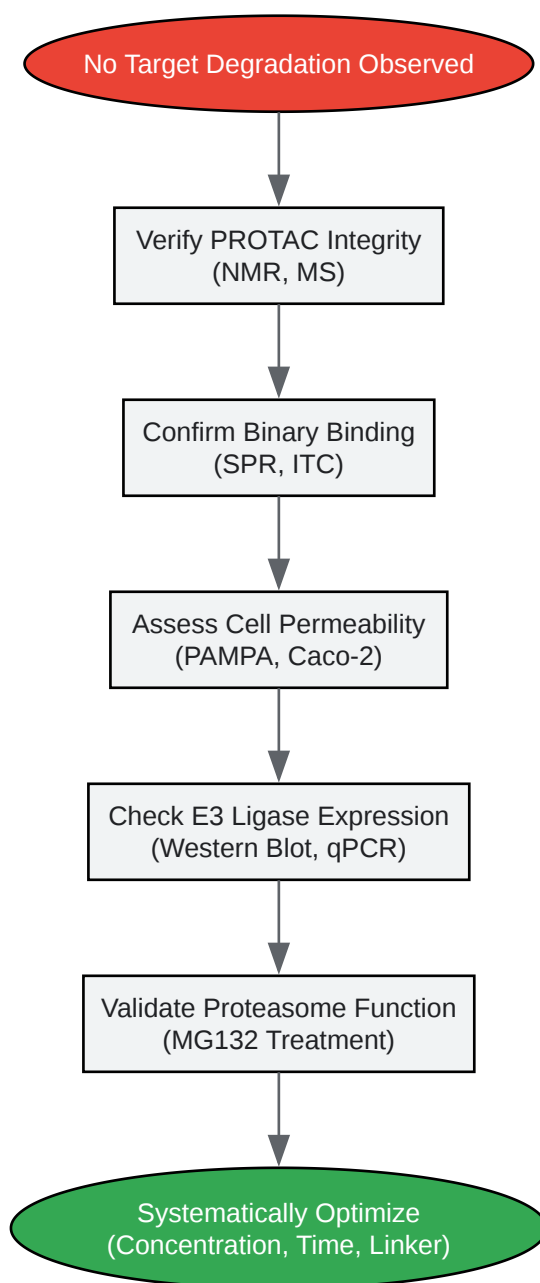 No Target Degradation Observed
Verify PROTAC Integrity
(NMR, MS)
Confirm Binary Binding
(SPR, ITC)
Assess Cell Permeability
(PAMPA, Caco-2)
Check E3 Ligase Expression
(Western Blot, qPCR)
Validate Proteasome Function
(MG132 Treatment)
Systematically Optimize
(Concentration, Time, Linker)